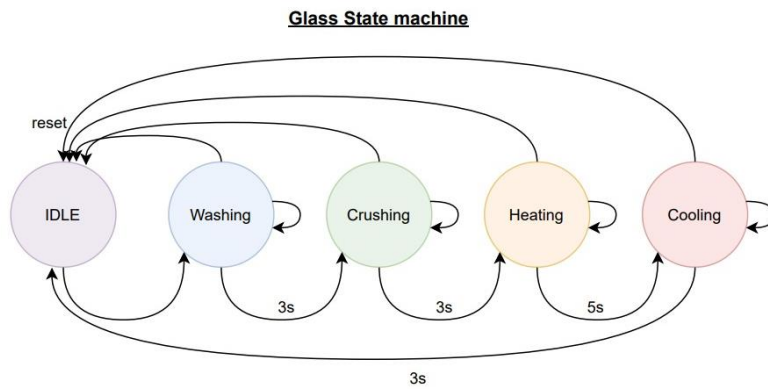 Glass State machine
reset
IDLE
Washing
Crushing
Heating
Cooling
3s
3s
5s
3s